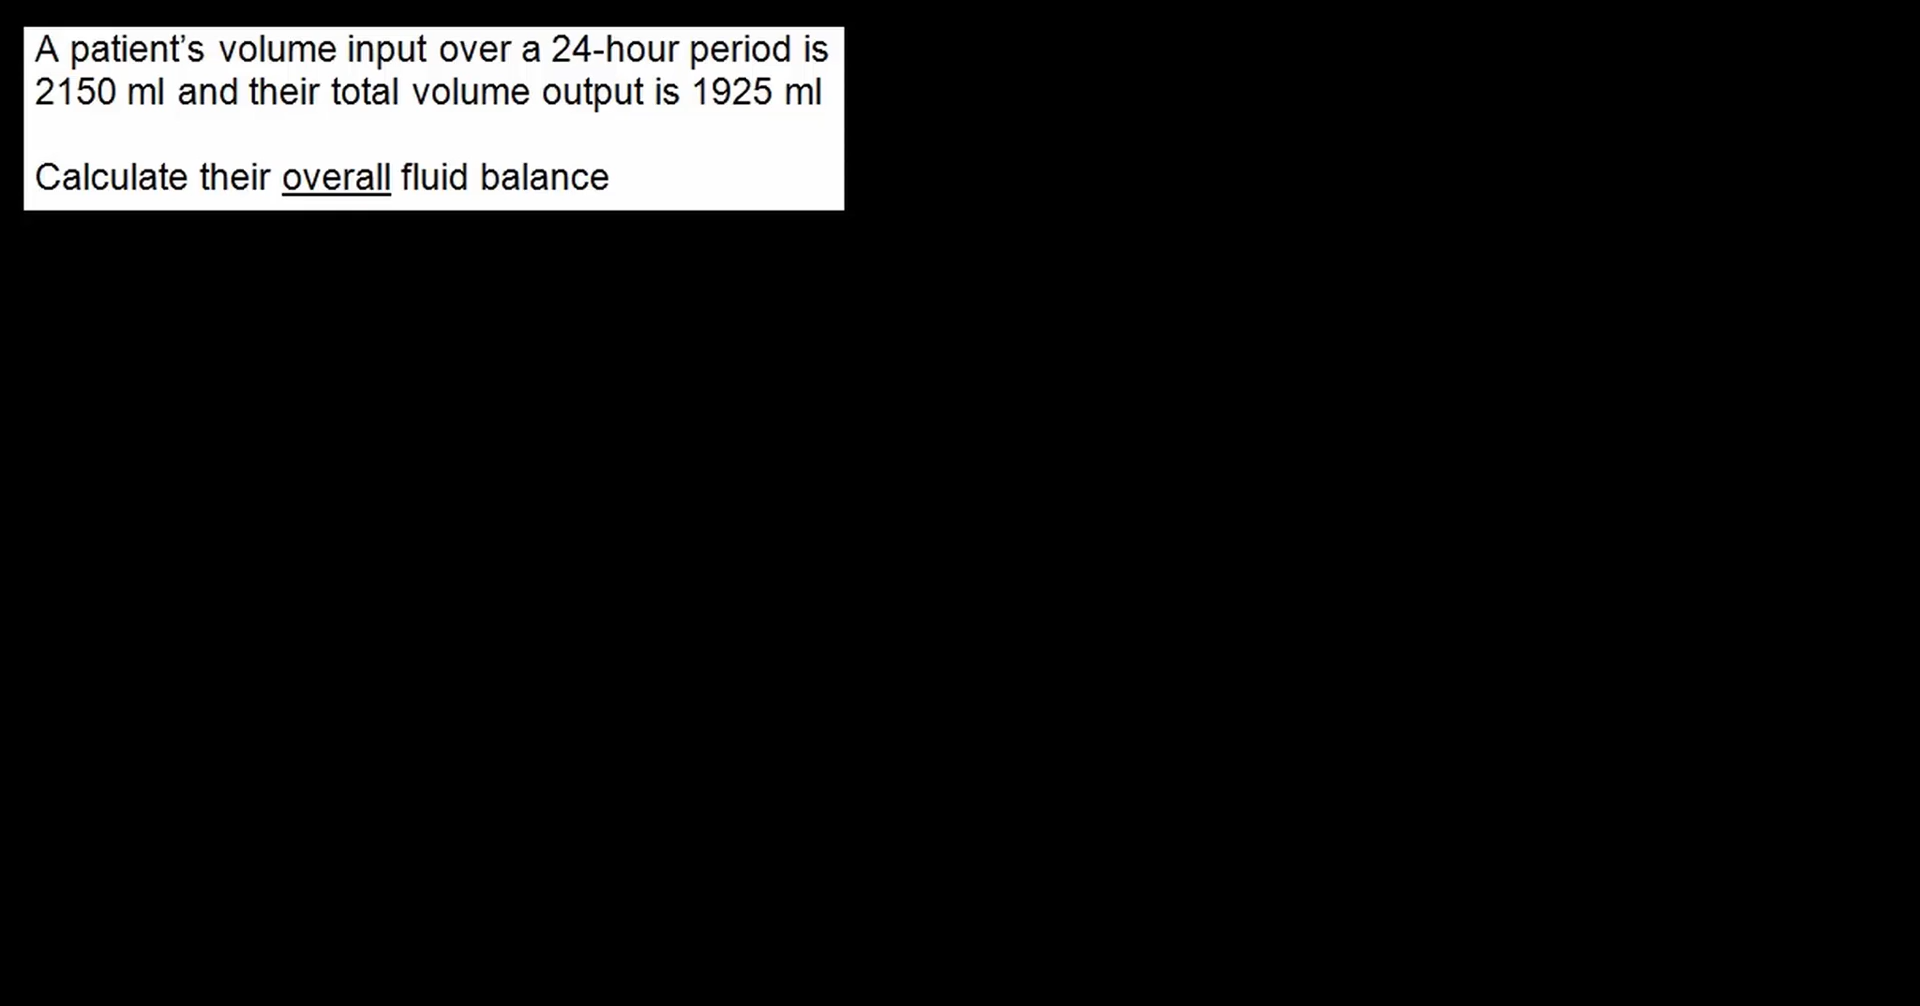 A patient’s volume input over a 24-hour period is
2150 ml and their total volume output is 1925 ml
Calculate their overall fluid balance